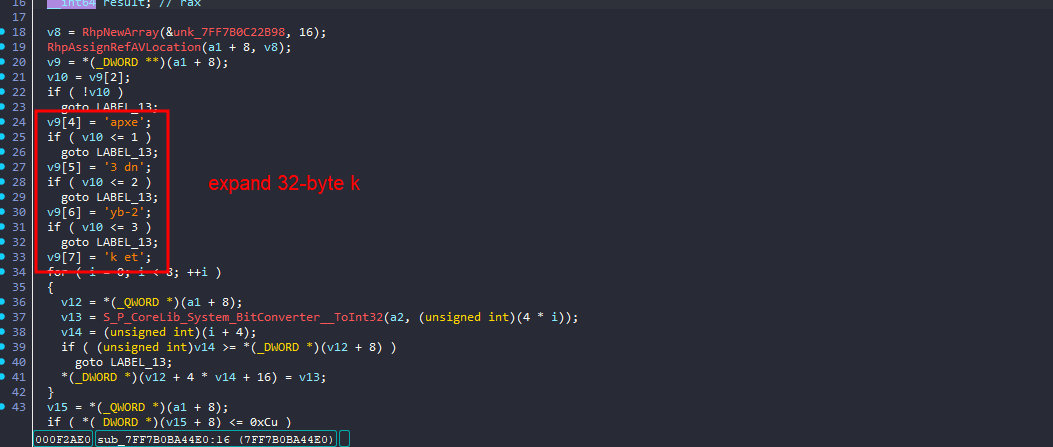 16 __int64 result; // rax
17
18 v8 = RhpNewArray(&unk_7FF7B0C22B98, 16);
19 RhpAssignRefAVLocation(a1 + 8, v8);
20 v9 = *(_DWORD **)(a1 + 8);
21 v10 = v9[2];
22 if ( !v10 )
23 goto LABEL_13;
24 v9[4] = 'apxe';
25 if ( v10 <= 1 )
26 goto LABEL_13;
27 v9[5] = '3 dn';
28 if ( v10 <= 2 )
29 goto LABEL_13;
30 v9[6] = 'yb-2';
31 if ( v10 <= 3 )
32 goto LABEL_13;
33 v9[7] = 'k et';
expand 32-byte k
34 for ( i = 0; i < 8; ++i )
35 {
36 v12 = *(_QWORD *)(a1 + 8);
37 v13 = S_P_CoreLib_System_BitConverter__ToInt32(a2, (unsigned int)(4 * i));
38 v14 = (unsigned int)(i + 4);
39 if ( (unsigned int)v14 >= *(_DWORD *)(v12 + 8) )
40 goto LABEL_13;
41 *(_DWORD *)(v12 + 4 * v14 + 16) = v13;
42 }
43 v15 = *(_QWORD *)(a1 + 8);
if ( *(_DWORD *)(v15 + 8) <= 0xCu )
000F2AE0 sub_7FF7B0BA44E0:16 (7FF7B0BA44E0)